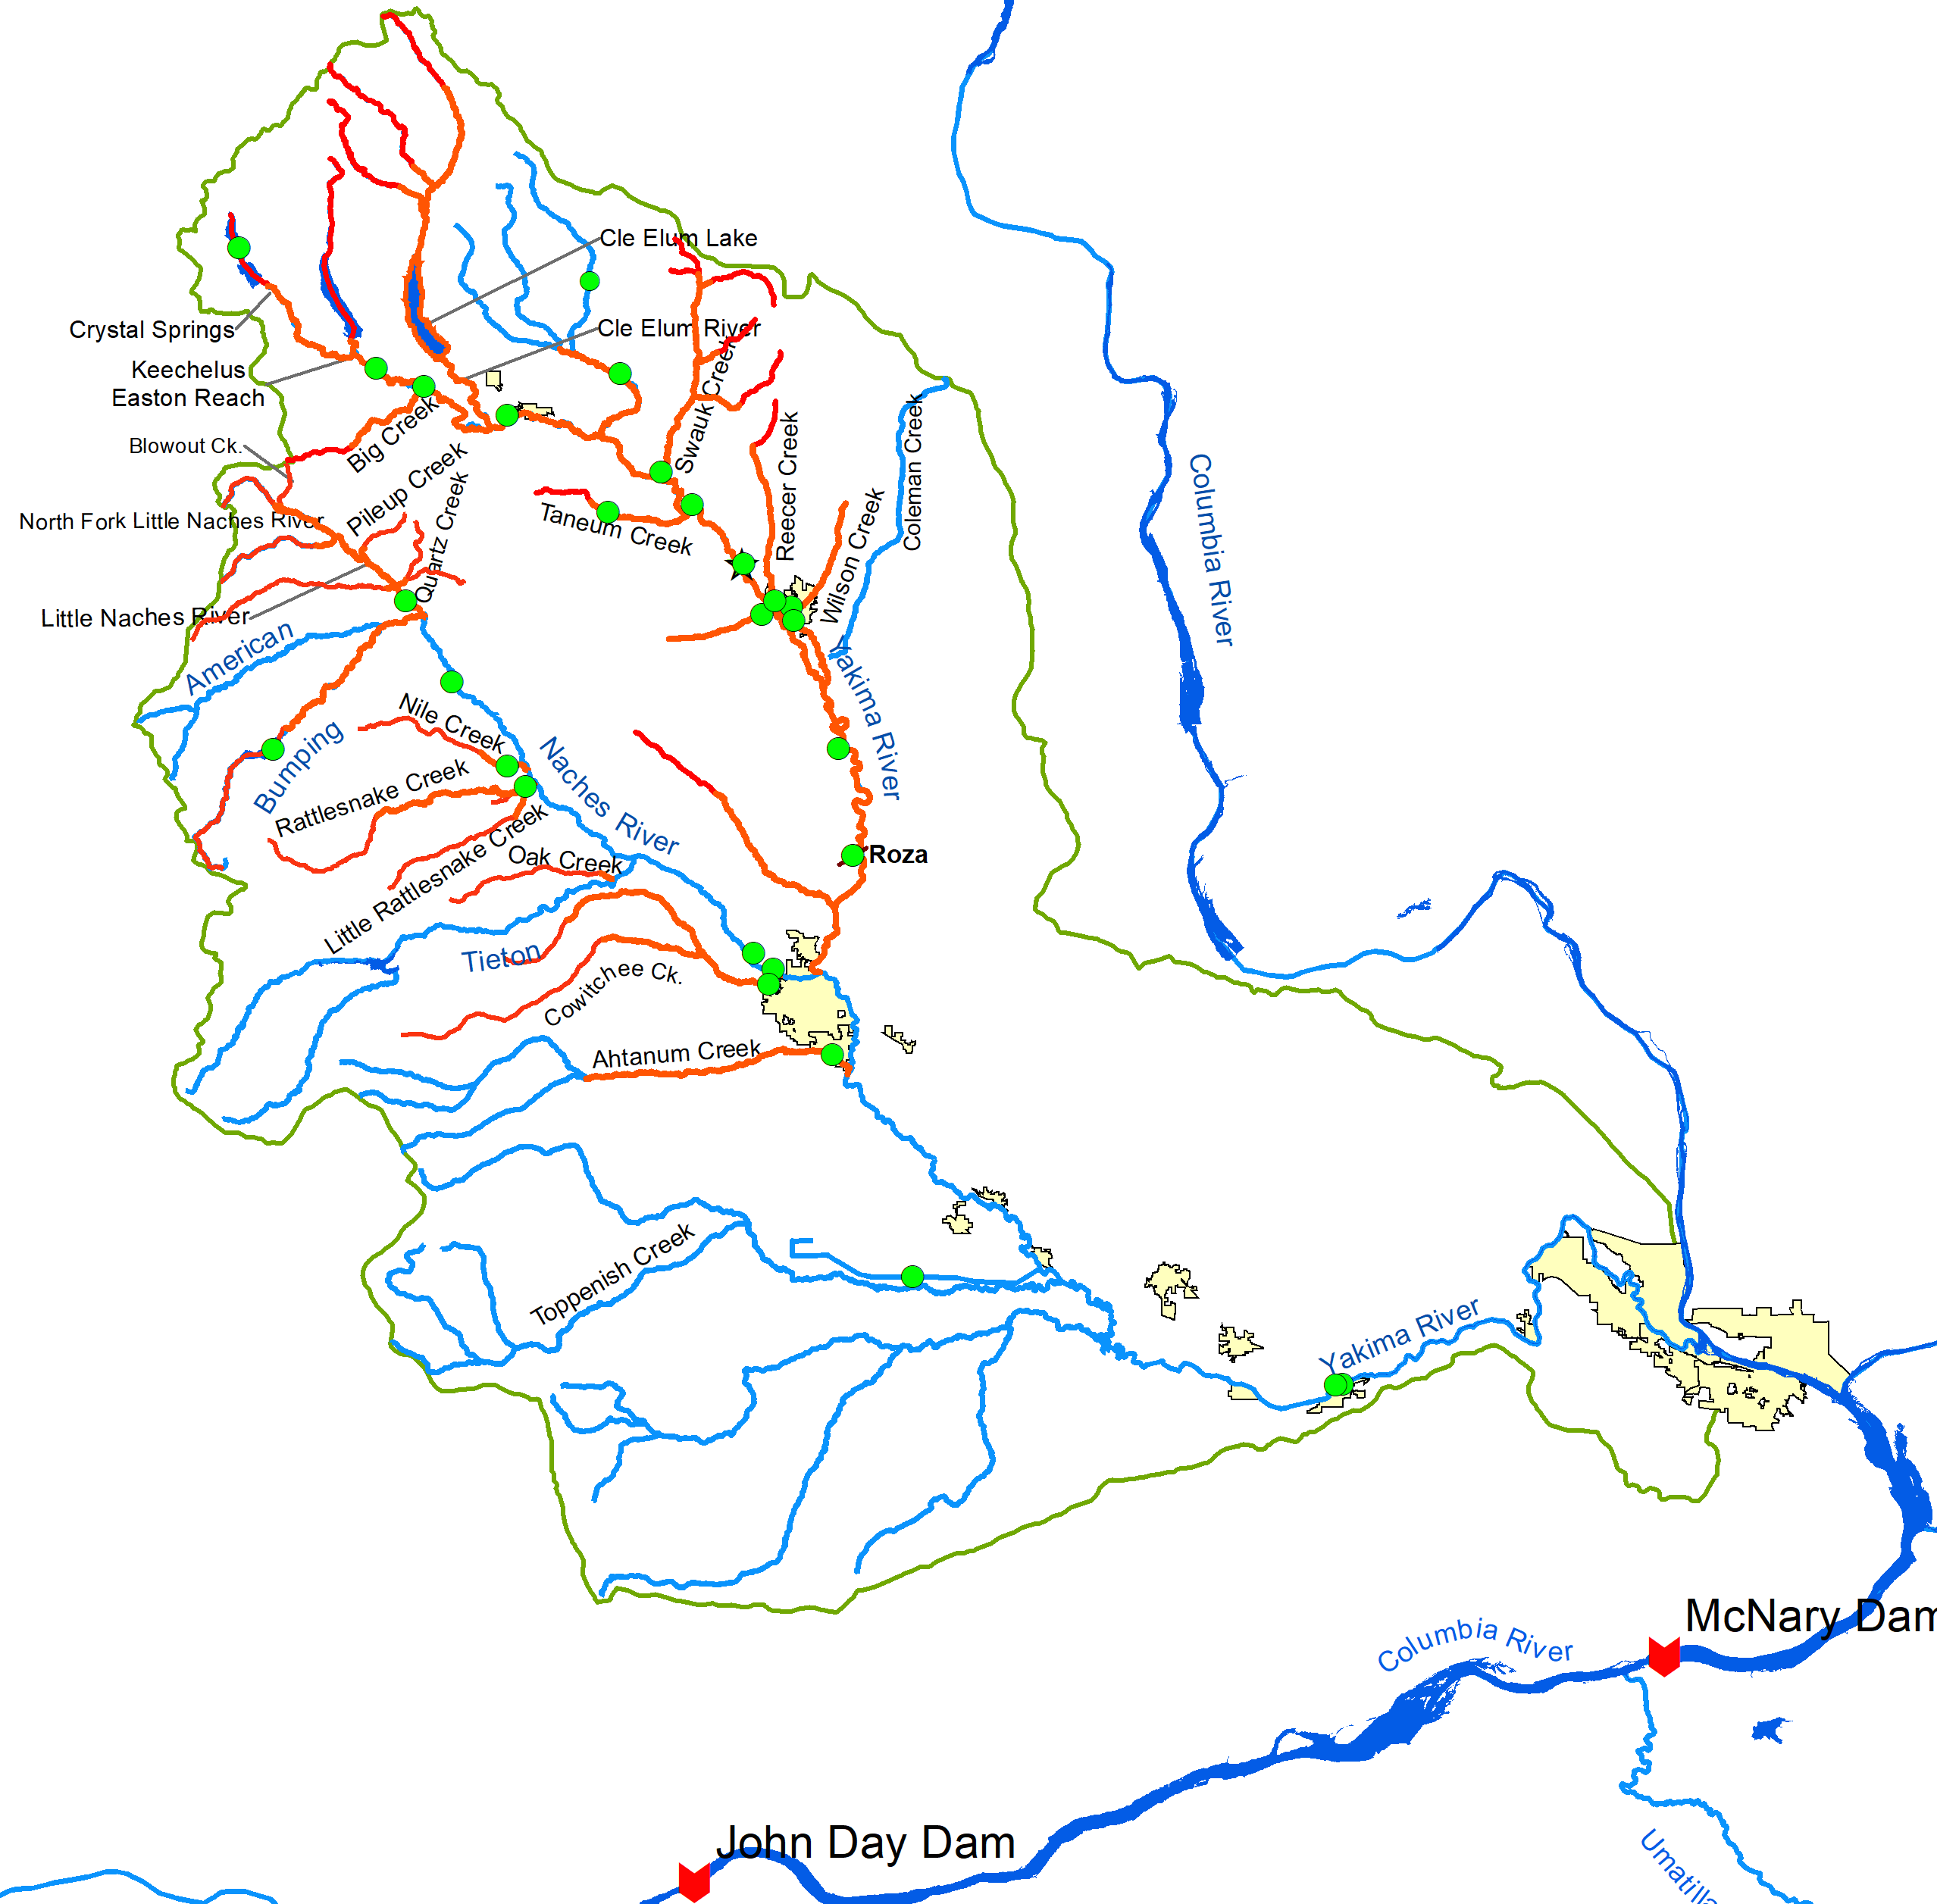 Cle Elum Lake
Crystal Springs
Cle Elum River
Keechelus
Easton Reach
Swauk Creek
Big Creek
Blowout Ck.
Pileup Creek
Quartz Creek
Reecer Creek
Coleman Creek
Columbia River
North Fork Little Naches River
Taneum Creek
Wilson Creek
Little Naches River
American
Yakima River
Nile Creek
Bumping
Naches River
Rattlesnake Creek
Little Rattlesnake Creek
Oak Creek
Roza
Tieton
Cowitchee Ck.
Ahtanum Creek
Toppenish Creek
Yakima River
McNary Dam
Columbia River
John Day Dam
Umatilla